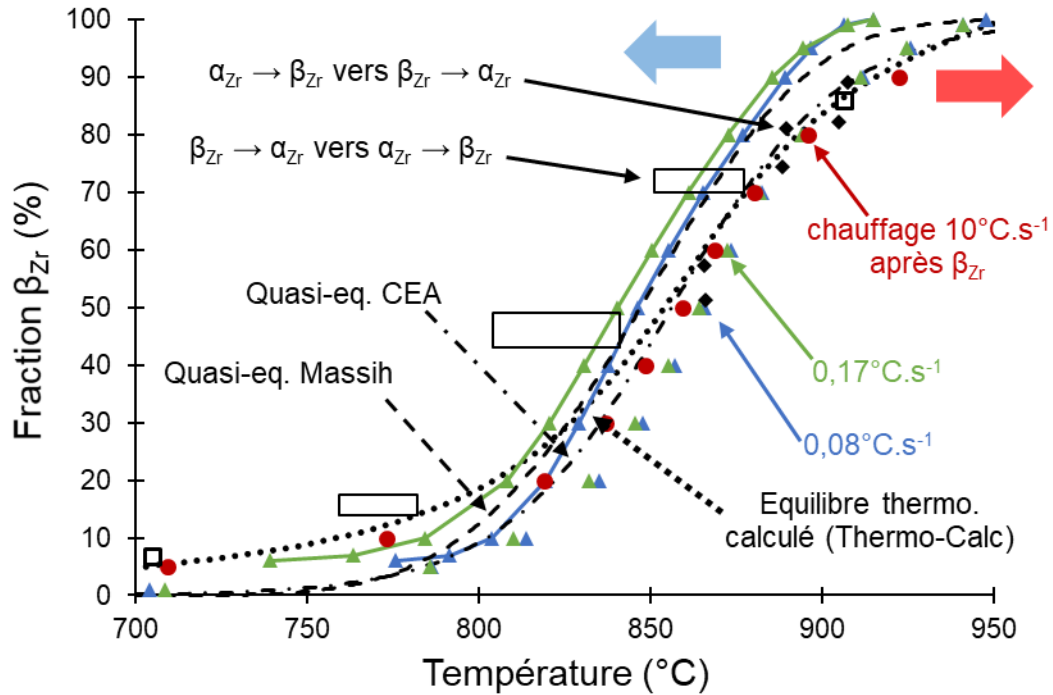 100
90
80
70
60
50
40
30
20
10
0
Fraction βZr (%)
αZr → βZr vers βZr → αZr
βZr → αZr vers αZr → βZr
Quasi-eq. CEA
Quasi-eq. Massih
chauffage 10°C.s-1
après βZr
0,17°C.s-1
0,08°C.s-1
Equilibre thermo.
calculé (Thermo-Calc)
700 750 800 850 900 950
Température (°C)